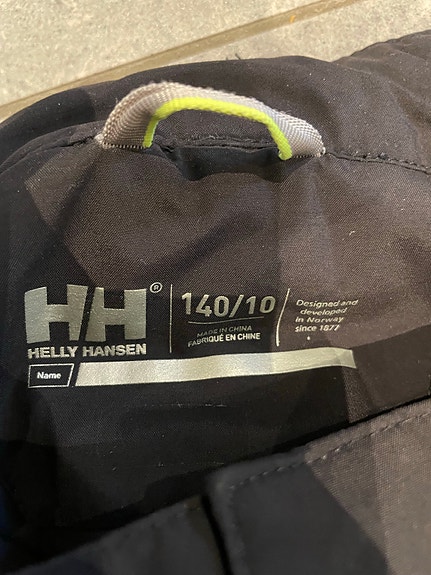 HH®
HELLY HANSEN
Name
140/10
MADE IN CHINA
FABRIQUÉ EN CHINE
Designed and
developed
in Norway
since 1877